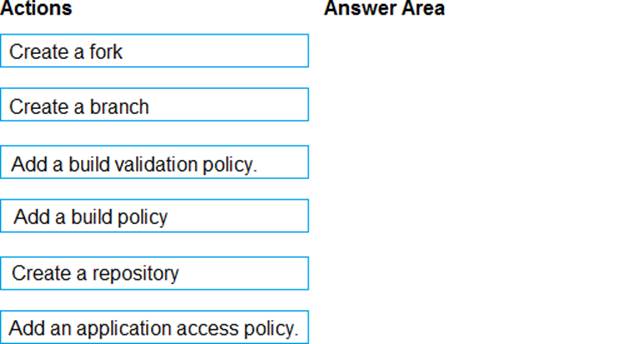 Actions
Answer Area
Create a fork
Create a branch
Add a build validation policy.
Add a build policy
Create a repository
Add an application access policy.